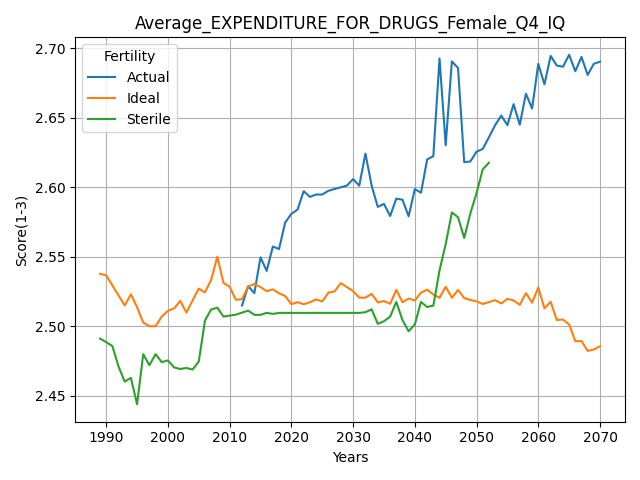 Average_EXPENDITURE_FOR_DRUGS_Female_Q4_IQ
Fertility
Actual
Ideal
Sterile
Score(1-3)
2.70
2.65
2.60
2.55
2.50
2.45
1990 2000 2010 2020 2030 2040 2050 2060 2070
Years